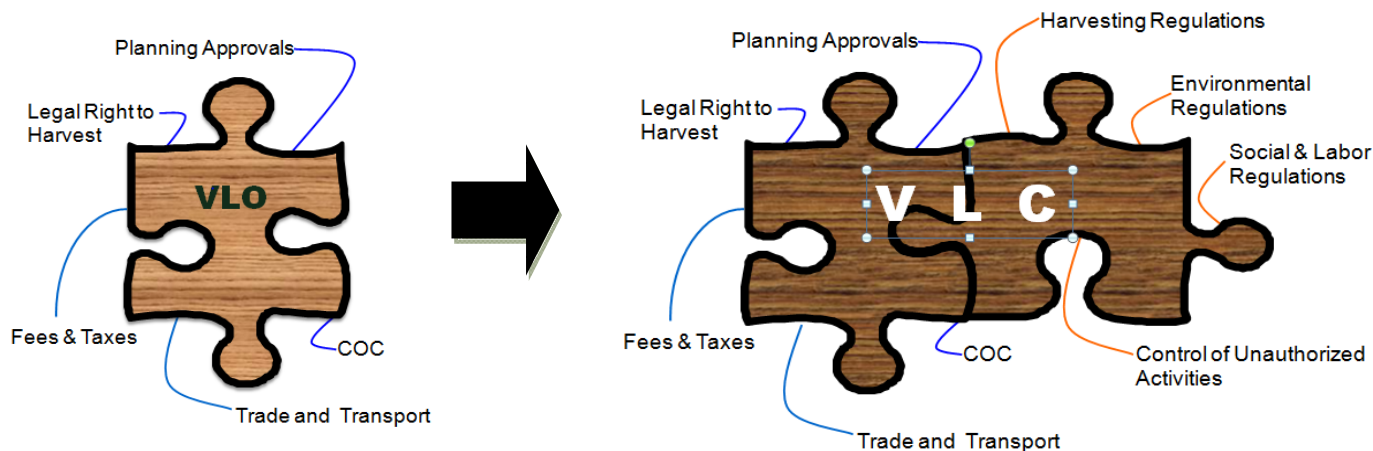 Planning Approvals
Legal Right to
Harvest
VLO
Fees & Taxes
COC
Trade and Transport
Harvesting Regulations
Planning Approvals
Environmental
Regulations
Legal Right to
Harvest
Social & Labor
Regulations
V L C
Fees & Taxes
COC
Control of Unauthorized
Activities
Trade and Transport